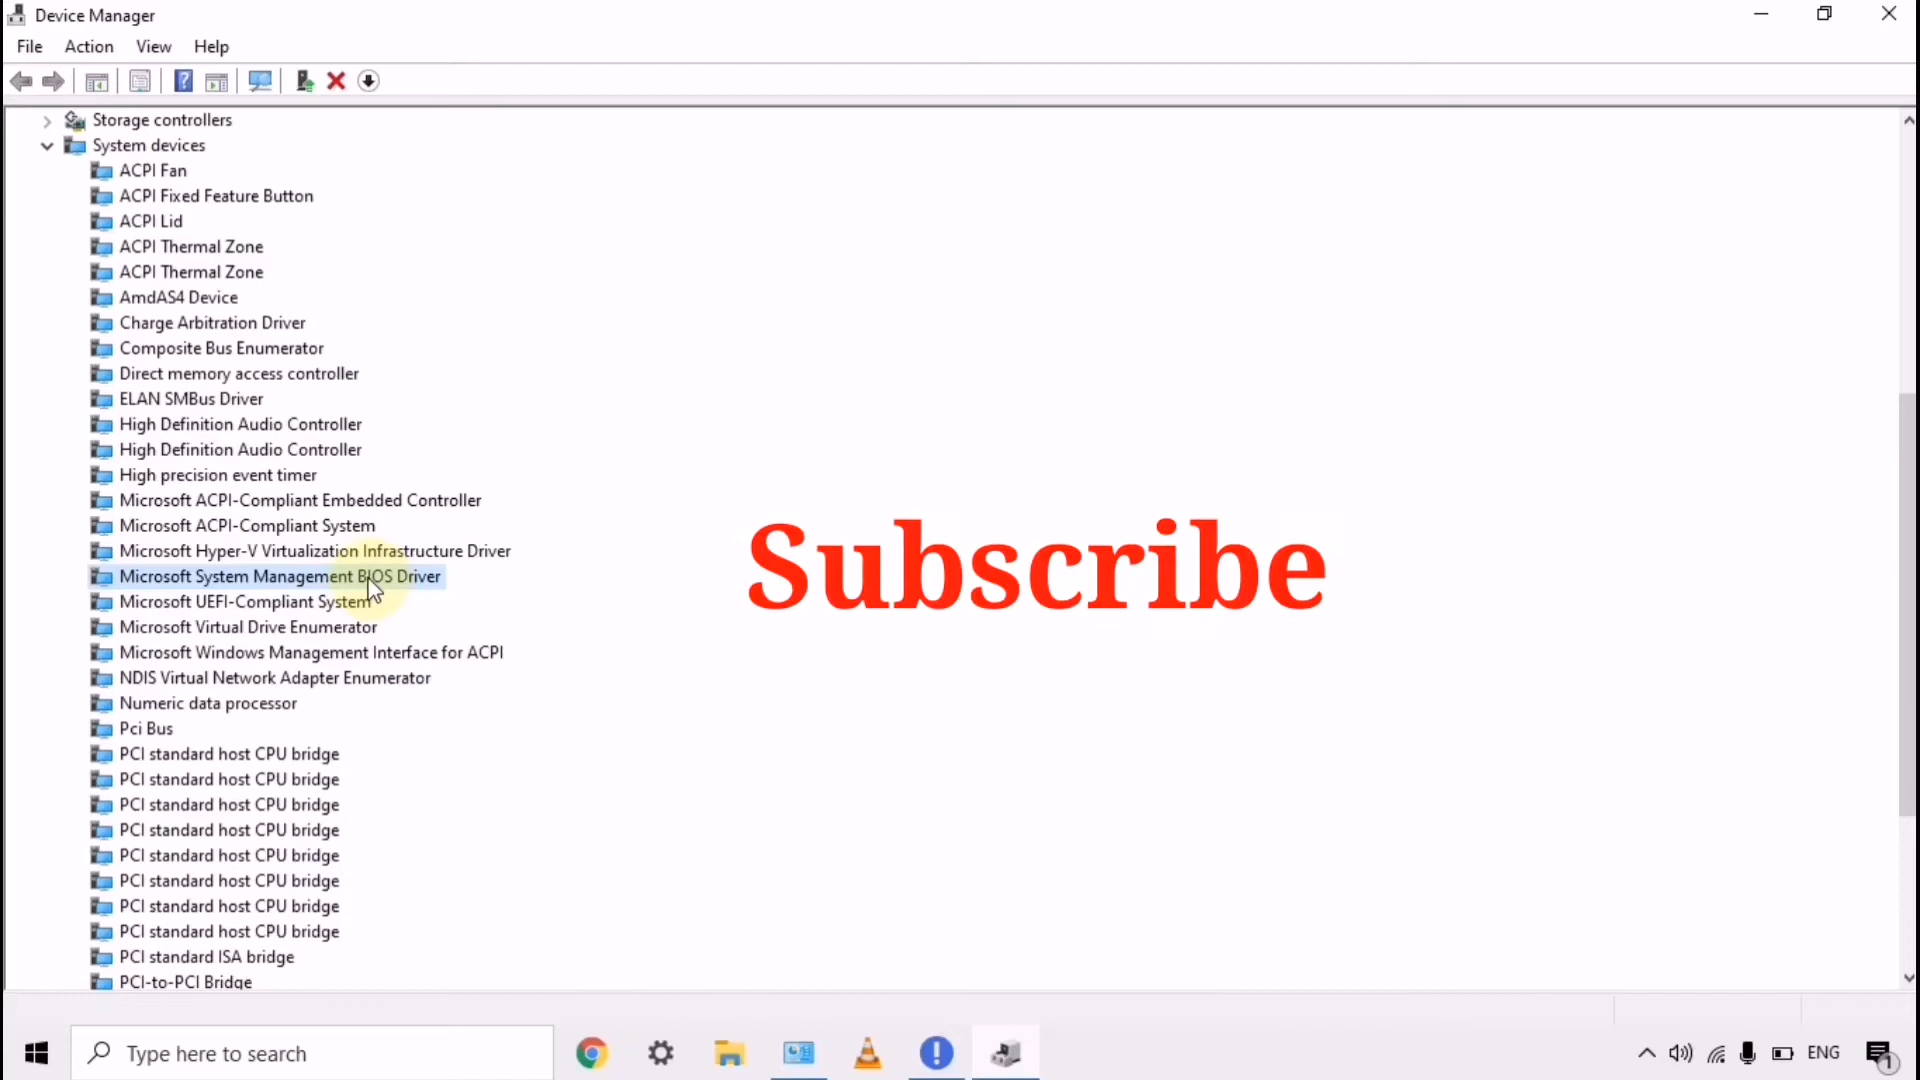 Device Manager
File Action View Help
Storage controllers
System devices
ACPI Fan
ACPI Fixed Feature Button
ACPI Lid
ACPI Thermal Zone
ACPI Thermal Zone
AmdAS4 Device
Charge Arbitration Driver
Composite Bus Enumerator
Direct memory access controller
ELAN SMBus Driver
High Definition Audio Controller
High Definition Audio Controller
High precision event timer
Microsoft ACPI-Compliant Embedded Controller
Microsoft ACPI-Compliant System
Microsoft Hyper-V Virtualization Infrastructure Driver
Microsoft System Management BIOS Driver
Microsoft UEFI-Compliant System
Microsoft Virtual Drive Enumerator
Microsoft Windows Management Interface for ACPI
NDIS Virtual Network Adapter Enumerator
Numeric data processor
Pci Bus
PCI standard host CPU bridge
PCI standard host CPU bridge
PCI standard host CPU bridge
PCI standard host CPU bridge
PCI standard host CPU bridge
PCI standard host CPU bridge
PCI standard host CPU bridge
PCI standard host CPU bridge
PCI standard ISA bridge
PCI-to-PCI Bridge
Subscribe
Type here to search
ENG
1